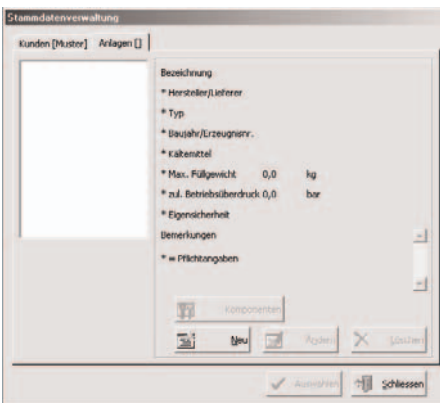 Stammdatenverwaltung
Kunden [Muster] Anlagen []
Bezeichnung
* Hersteller/Lieferer
* Typ
* Baujahr/Erzeugnisnr.
* Kältemittel
* Max. Füllgewicht 0,0 kg
* zul. Betriebsüberdruck 0,0 bar
* Eigensicherheit
Bemerkungen
* = Pflichtangaben
Komponenten
Neu Ändern Löschen
Auswählen Schliessen